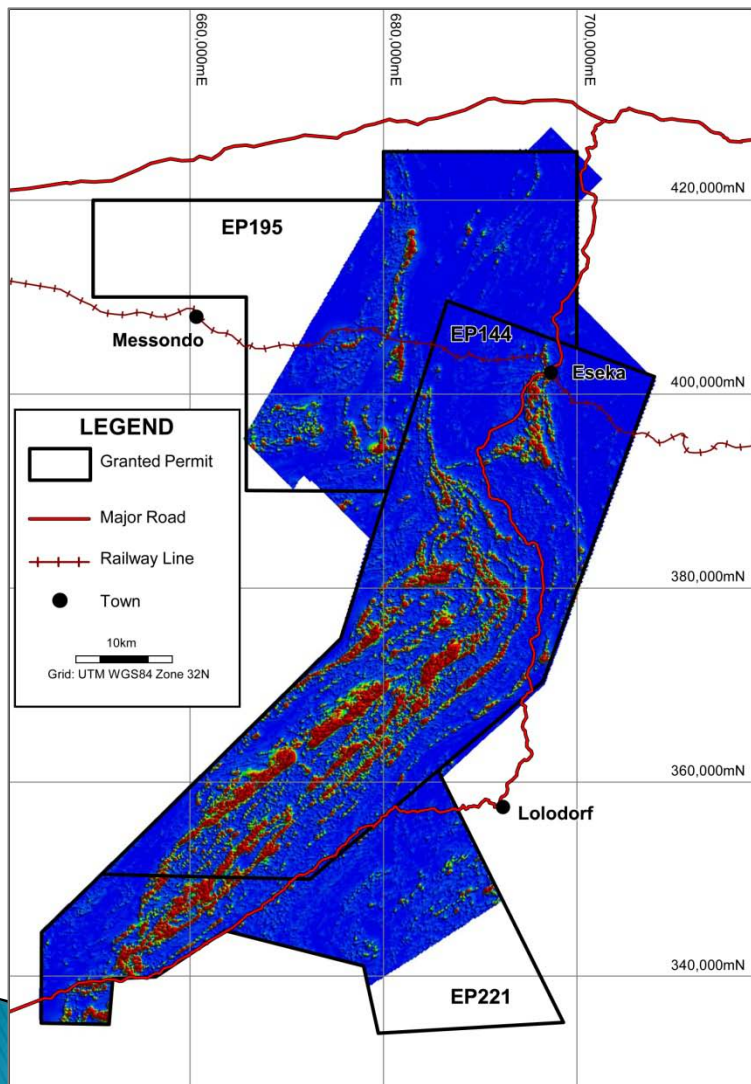 660,000mE
680,000mE
700,000mE
420,000mN
EP195
EP144
Messondo
Eseka
400,000mN
LEGEND
Granted Permit
Major Road
Railway Line
Town
10km
Grid: UTM WGS84 Zone 32N
380,000mN
360,000mN
Lolodorf
340,000mN
EP221